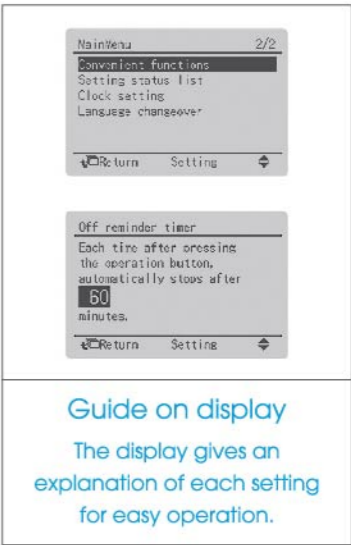 MainMenu 2/2
Convenient functions
Setting status list
Clock setting
Language changeover
Return Setting
Off reminder timer
Each time after pressing
the operation button,
automatically stops after
60
minutes.
Return Setting
Guide on display
The display gives an
explanation of each setting
for easy operation.